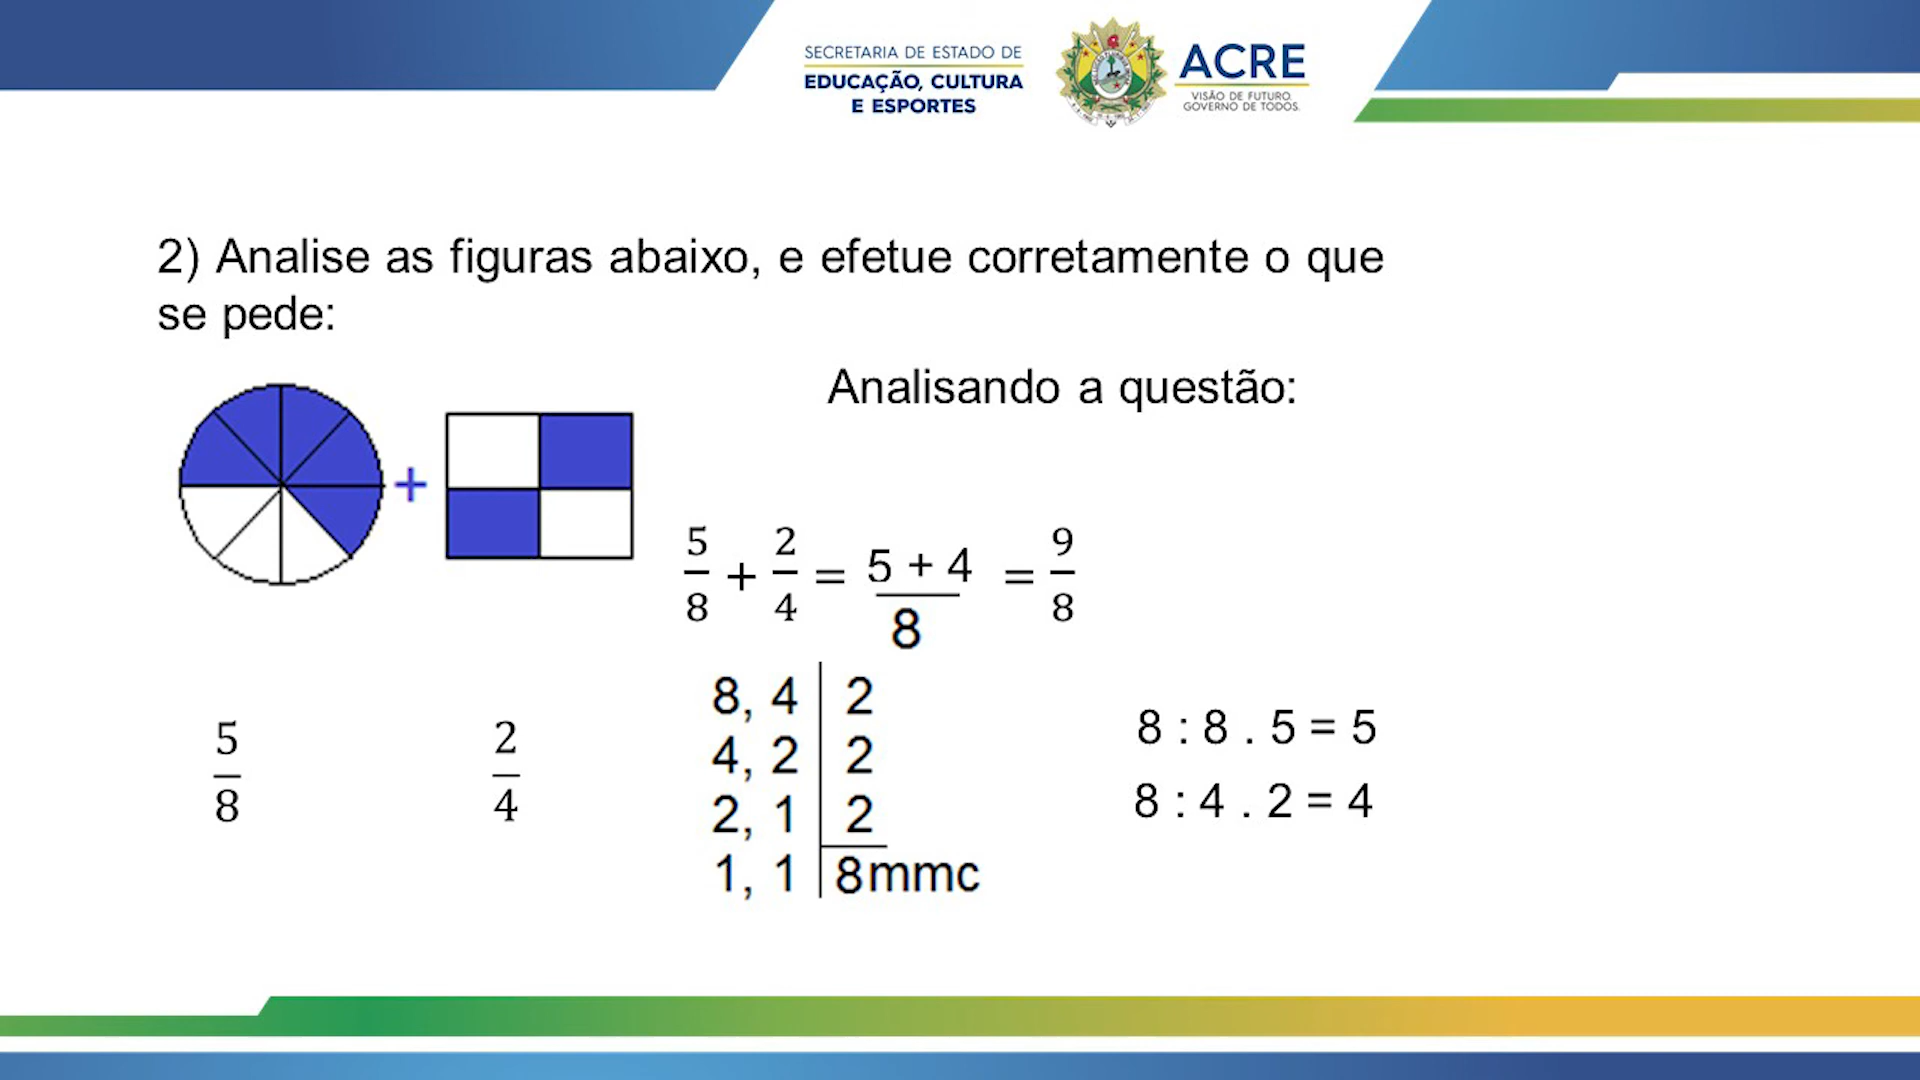 SECRETARIA DE ESTADO DE
EDUCAÇÃO, CULTURA
E ESPORTES
ACRE
VISÃO DE FUTURO.
GOVERNO DE TODOS.
2) Analise as figuras abaixo, e efetue corretamente o que
se pede:
Analisando a questão:
+
5/8 + 2/4 = 5 + 4/8 = 9/8
5/8
2/4
8, 4 | 2
4, 2 | 2
2, 1 | 2
1, 1 | 8mmc
8 : 8 . 5 = 5
8 : 4 . 2 = 4